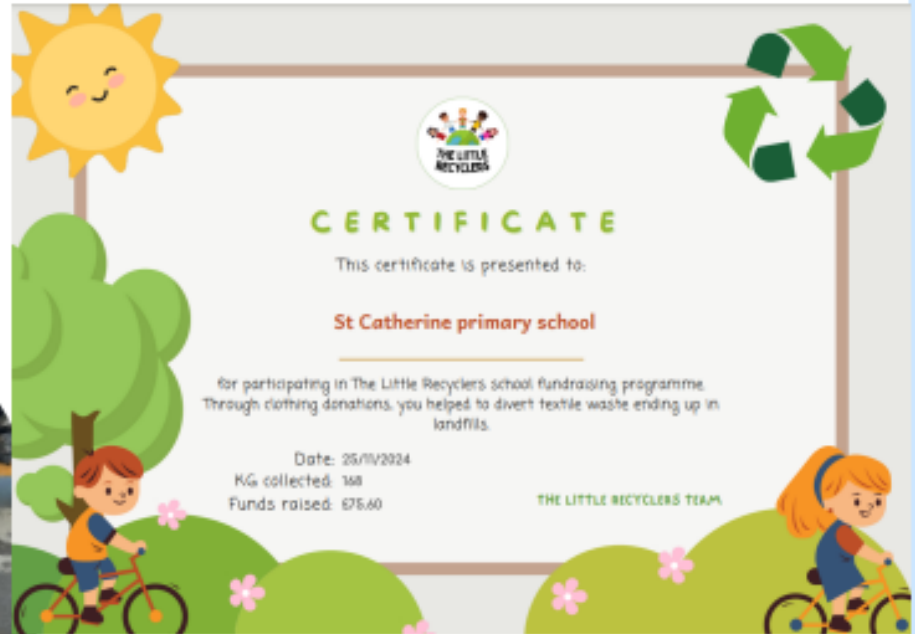 THE LITTLE
RECYCLERS
CERTIFICATE
This certificate is presented to:
St Catherine primary school
for participating in The Little Recyclers school fundraising programme.
Through clothing donations, you helped to divert textile waste ending up in
landfills.
Date: 25/11/2024
KG collected: 168
Funds raised: £75.60
THE LITTLE RECYCLERS TEAM